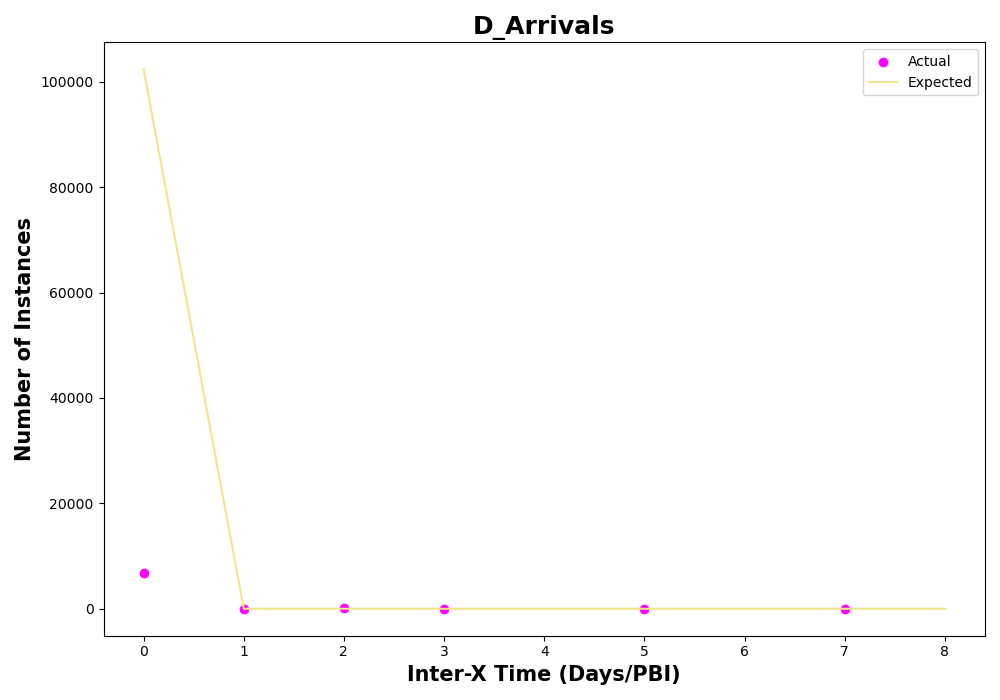 D_Arrivals
Actual
Expected
Number of Instances
100000
80000
60000
40000
20000
0
0 1 2 3 4 5 6 7 8
Inter-X Time (Days/PBI)